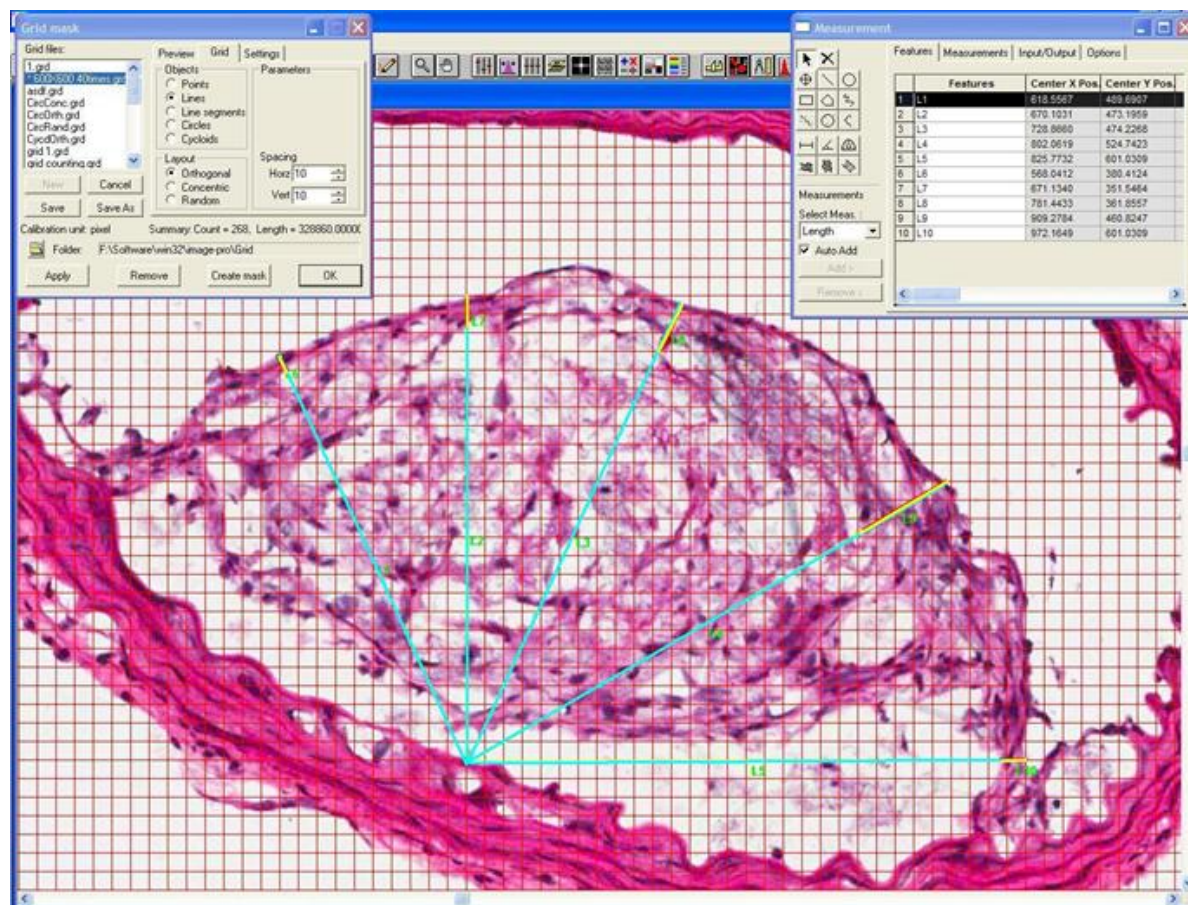 Grid mask
Grid files:
1.grd
* 600X600 40times.grd
asdf.grd
CircConc.grd
CircOrth.grd
CircRand.grd
CycdOrth.grd
grid 1.grd
grid counting.grd
New
Cancel
Save
Save As
Preview
Grid
Settings
Objects
Points
Lines
Line segments
Circles
Cycloids
Parameters
Layout
Orthogonal
Concentric
Random
Spacing
Horz 10
Vert 10
Calibration unit: pixel
Summary: Count = 268, Length = 328860.0000
Folder: F:\Software\win32\image-pro\Grid
Apply
Remove
Create mask
OK
Measurement
Features
Measurements
Input/Output
Options
Features Center X Pos. Center Y Pos.
1 L1 618.5567 489.6907
2 L2 670.1031 473.1959
3 L3 728.8660 474.2268
4 L4 802.0619 524.7423
5 L5 825.7732 601.0309
6 L6 568.0412 380.4124
7 L7 671.1340 351.5464
8 L8 781.4433 361.8557
9 L9 909.2784 460.8247
10 L10 972.1649 601.0309
Measurements
Select Meas.:
Length
Auto Add
Add >
Remove <
L7
L2
L3
L9
L5